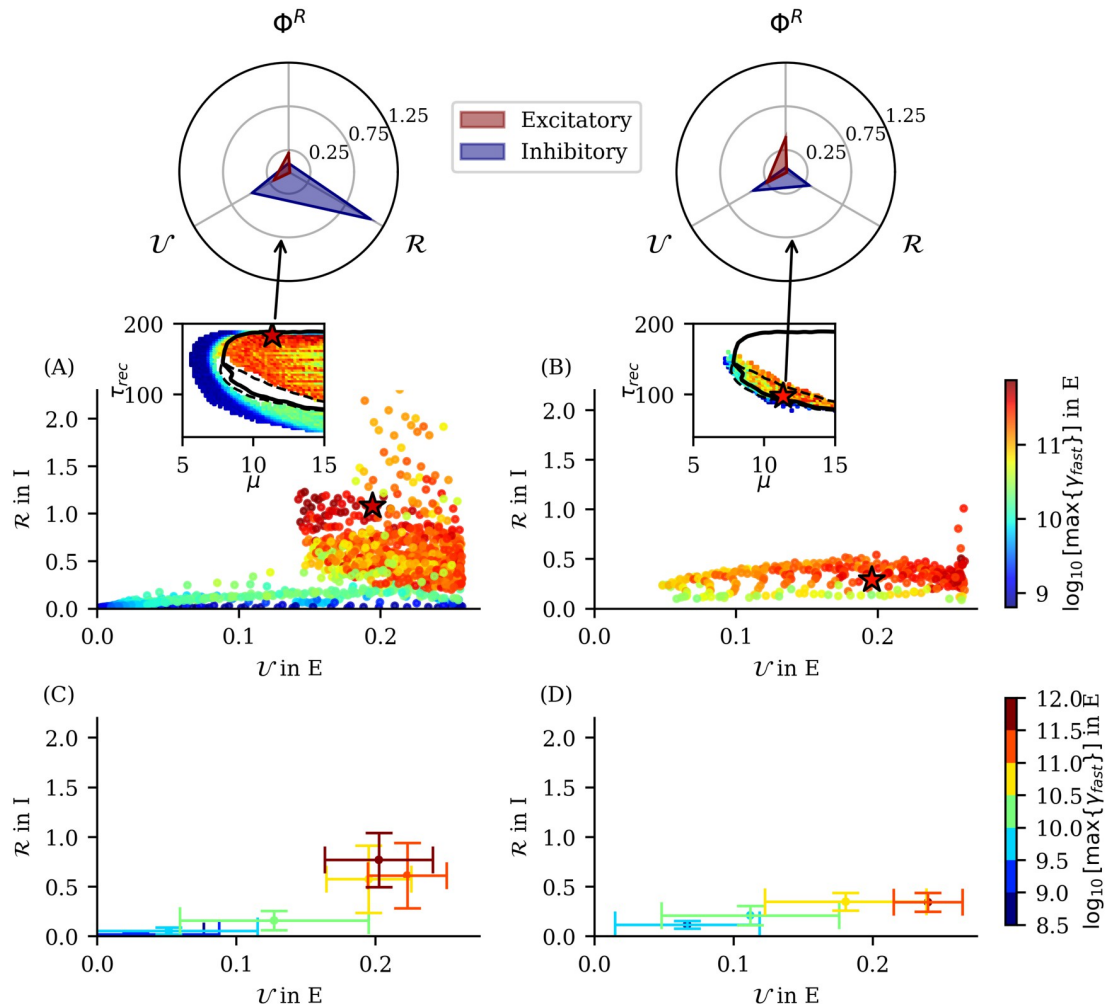 Φ^R
Φ^R
1.25
0.75
0.25
Excitatory
Inhibitory
1.25
0.75
0.25
𝒰
ℛ
𝒰
ℛ
(A)
τ_rec
200
100
5
10
15
μ
ℛ in I
2.0
1.5
1.0
0.5
0.0
0.0
0.1
0.2
𝒰 in E
(B)
τ_rec
200
100
5
10
15
μ
ℛ in I
2.0
1.5
1.0
0.5
0.0
0.0
0.1
0.2
𝒰 in E
11
10
9
log₁₀ [max{γ_fast}] in E
(C)
ℛ in I
2.0
1.5
1.0
0.5
0.0
0.0
0.1
0.2
𝒰 in E
(D)
ℛ in I
2.0
1.5
1.0
0.5
0.0
0.0
0.1
0.2
𝒰 in E
12.0
11.5
11.0
10.5
10.0
9.5
9.0
8.5
log₁₀ [max{γ_fast}] in E